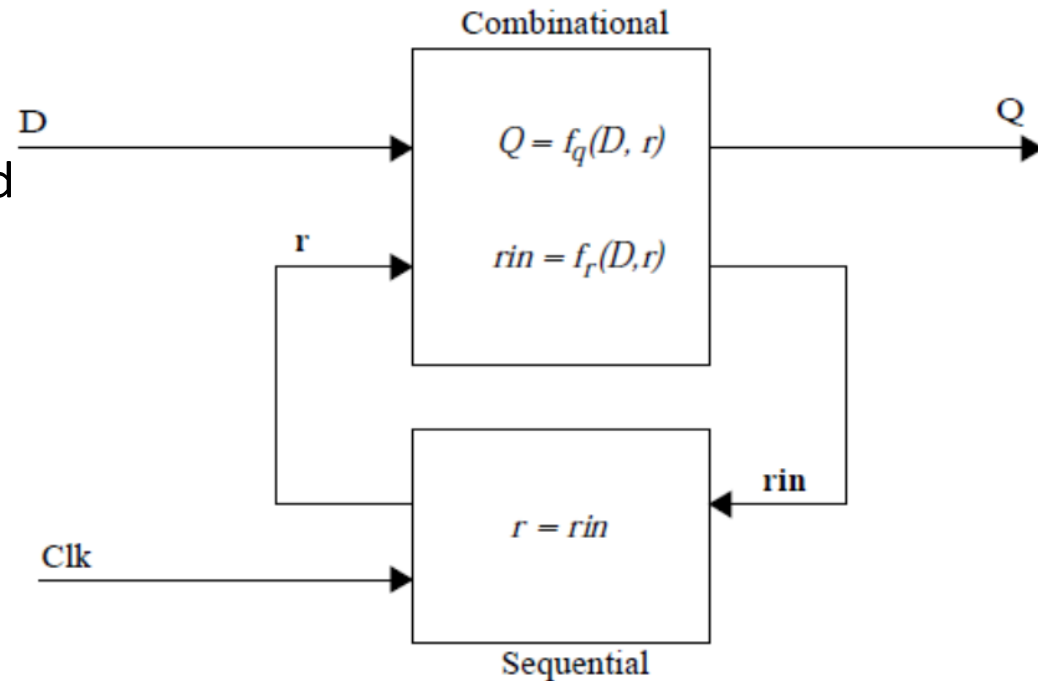 Combinational
D
Q
Q = f_q(D, r)
d
r
rin = f_r(D,r)
rin
r = rin
Clk
Sequential